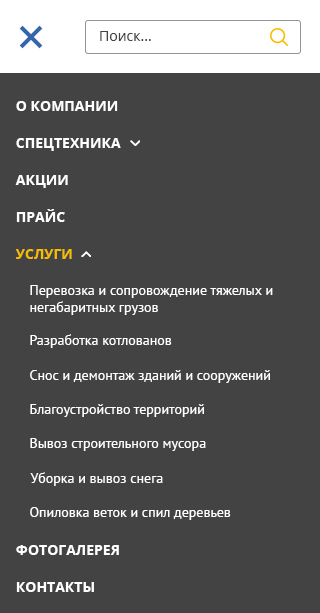 Поиск...
О КОМПАНИИ
СПЕЦТЕХНИКА
АКЦИИ
ПРАЙС
УСЛУГИ
Перевозка и сопровождение тяжелых и
негабаритных грузов
Разработка котлованов
Снос и демонтаж зданий и сооружений
Благоустройство территорий
Вывоз строительного мусора
Уборка и вывоз снега
Опиловка веток и спил деревьев
ФОТОГАЛЕРЕЯ
КОНТАКТЫ